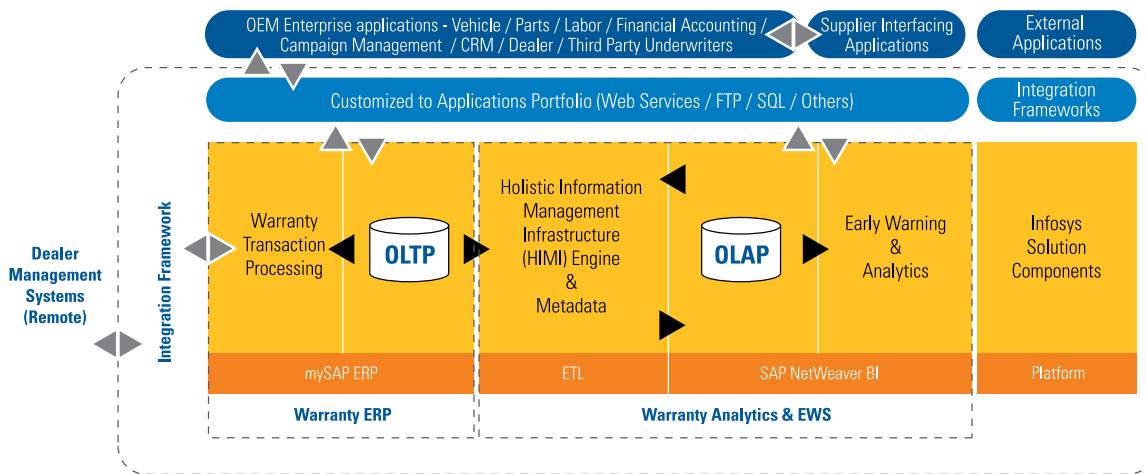 OEM Enterprise applications - Vehicle / Parts / Labor / Financial Accounting /
Campaign Management / CRM / Dealer / Third Party Underwriters
Supplier Interfacing
Applications
External
Applications
Customized to Applications Portfolio (Web Services / FTP / SQL / Others)
Integration
Frameworks
Dealer
Management
Systems
(Remote)
Integration Framework
Warranty
Transaction
Processing
OLTP
Holistic Information
Management
Infrastructure
(HIMI) Engine
&
Metadata
OLAP
Early Warning
&
Analytics
Infosys
Solution
Components
mySAP ERP
ETL
SAP NetWeaver BI
Platform
Warranty ERP
Warranty Analytics & EWS